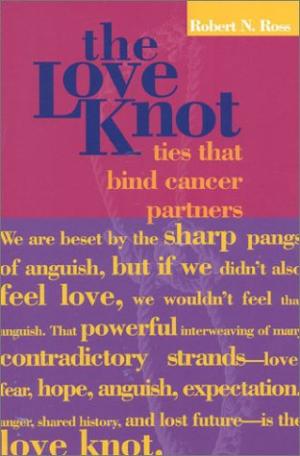 Robert N. Ross
the
Love
Knot
ties that
bind cancer
partners
We are beset by the sharp pangs
of anguish, but if we didn't also
feel love, we wouldn't feel that
anguish. That powerful interweaving of many
contradictory strands—love,
fear, hope, anguish, expectation,
anger, shared history, and lost future—is the
love knot.